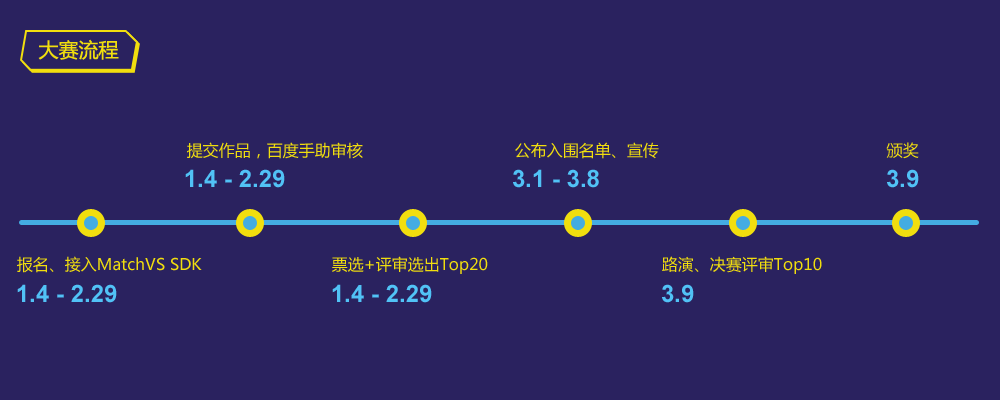 大赛流程
提交作品，百度手助审核
1.4 - 2.29
公布入围名单、宣传
3.1 - 3.8
颁奖
3.9
报名、接入MatchVS SDK
1.4 - 2.29
票选+评审选出Top20
1.4 - 2.29
路演、决赛评审Top10
3.9